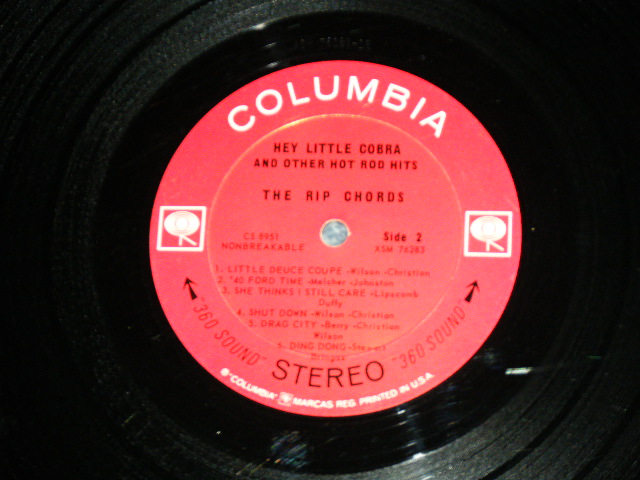 COLUMBIA
HEY LITTLE COBRA
AND OTHER HOT ROD HITS
THE RIP CHORDS
CS 8951
NONBREAKABLE
Side 2
XSM 76283
1. LITTLE DEUCE COUPE -Wilson -Christian
2. '40 FORD TIME -Melcher -Johnston
3. SHE THINKS I STILL CARE -Lipscomb
Duffy
4. SHUT DOWN -Wilson -Christian
5. DRAG CITY -Berry -Christian
Wilson
DING DONG
"360 SOUND"
STEREO
"360 SOUND"
"COLUMBIA" MARCAS REG. PRINTED IN U.S.A.